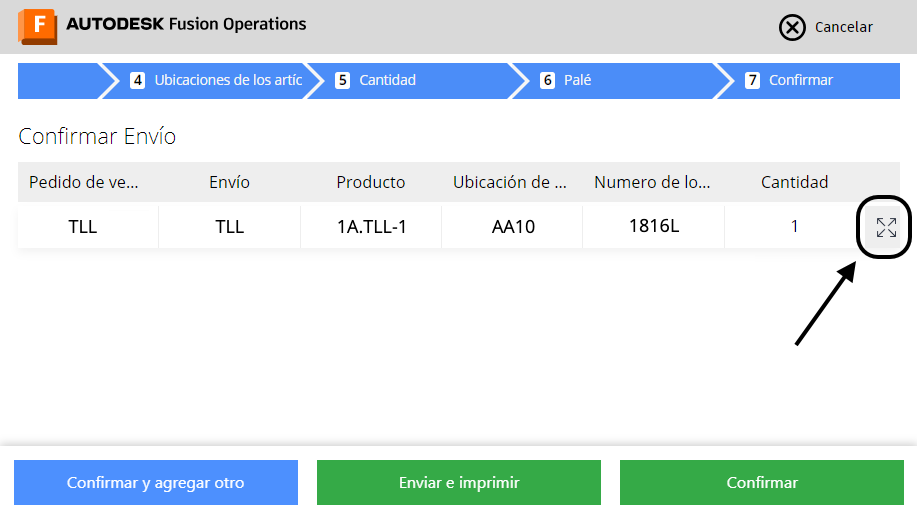 F AUTODESK Fusion Operations
Cancelar
4 Ubicaciones de los artíc 5 Cantidad 6 Palé 7 Confirmar
Confirmar Envío
Pedido de ve... Envío Producto Ubicación de ... Numero de lo... Cantidad
TLL TLL 1A.TLL-1 AA10 1816L 1
Confirmar y agregar otro Enviar e imprimir Confirmar